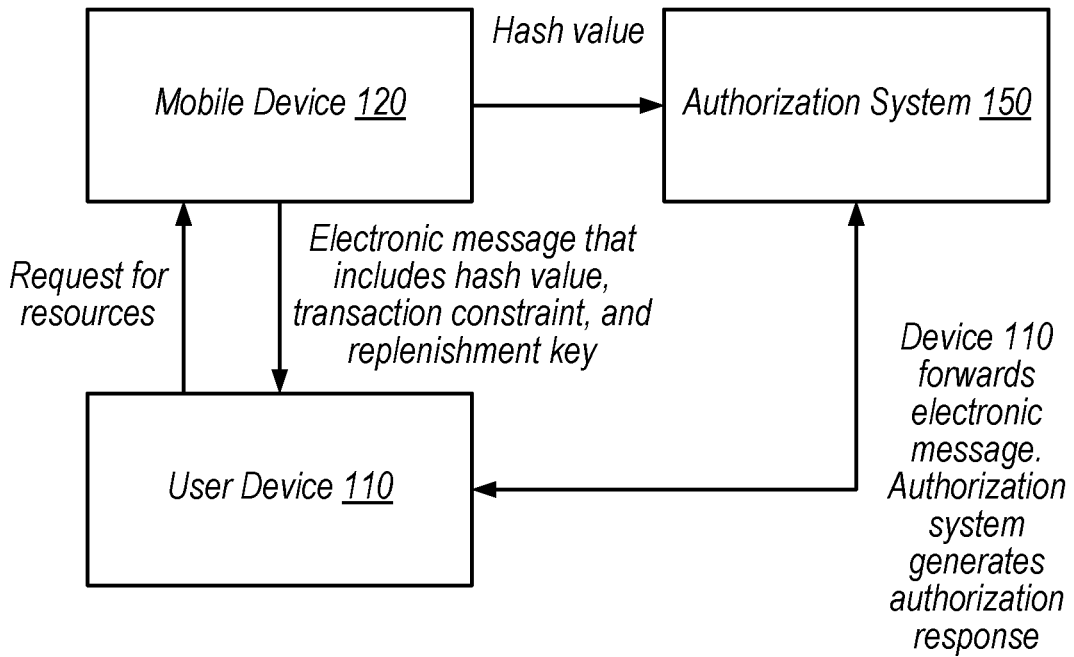 Hash value
Mobile Device 120
Authorization System 150
Request for
resources
Electronic message that
includes hash value,
transaction constraint, and
replenishment key
User Device 110
Device 110
forwards
electronic
message.
Authorization
system
generates
authorization
response